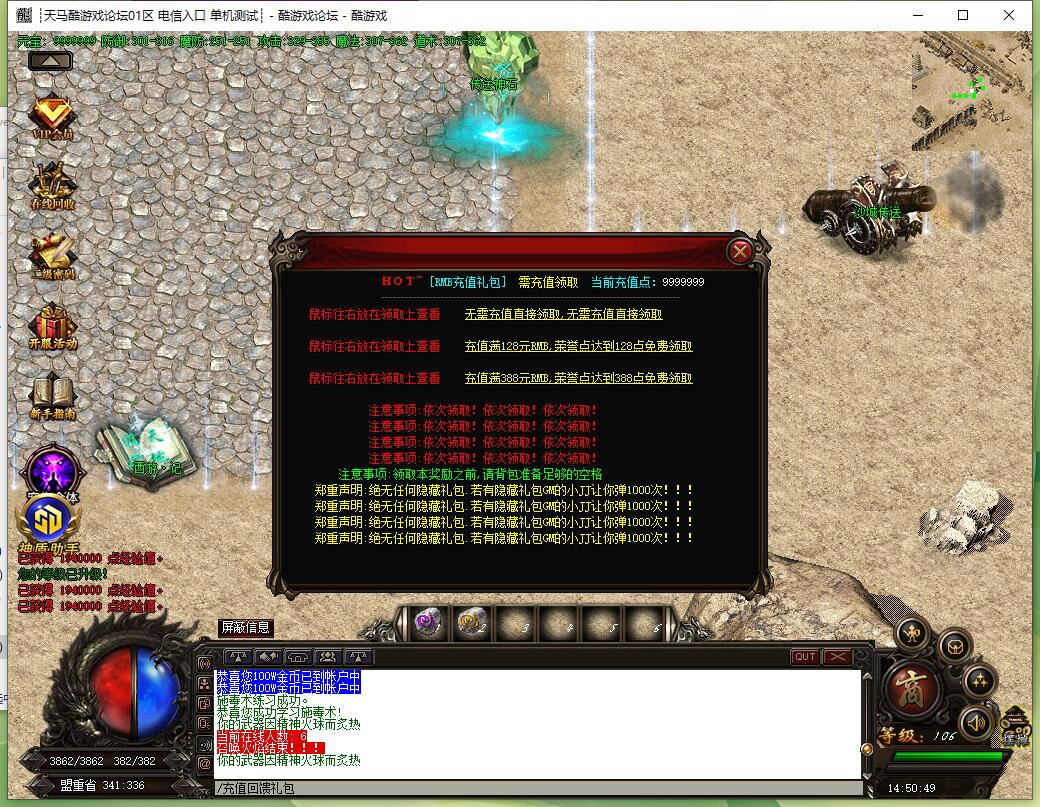 天马酷游戏论坛01区 电信入口 单机测试 - 酷游戏论坛 - 酷游戏
元宝: 9999999 防御:301-316 魔防:251-251 攻击:329-365 魔法:307-362 道术:307-362
传送神石
VIP会员
在线回收
沙城传送
二级密码
HOT~ [RMB充值礼包] 需充值领取 当前充值点: 9999999
鼠标往右放在领取上查看 无需充值直接领取,无需充值直接领取
开服活动
鼠标往右放在领取上查看 充值满128元RMB,荣誉点达到128点免费领取
鼠标往右放在领取上查看 充值满388元RMB,荣誉点达到388点免费领取
新手指南
注意事项:依次领取! 依次领取! 依次领取!
注意事项:依次领取! 依次领取! 依次领取!
注意事项:依次领取! 依次领取! 依次领取!
注意事项:依次领取! 依次领取! 依次领取!
西游·记
注意事项:领取本奖励之前,请背包准备足够的空格
郑重声明:绝无任何隐藏礼包.若有隐藏礼包GM的小JJ让你弹1000次!!!
郑重声明:绝无任何隐藏礼包.若有隐藏礼包GM的小JJ让你弹1000次!!!
郑重声明:绝无任何隐藏礼包.若有隐藏礼包GM的小JJ让你弹1000次!!!
郑重声明:绝无任何隐藏礼包.若有隐藏礼包GM的小JJ让你弹1000次!!!
神盾助手
已获得 1940000 点经验值。
您的等级已升级!
已获得 1940000 点经验值。
已获得 1940000 点经验值。
屏蔽信息
1 2 3 4 5 6
QUT
恭喜您100W金币已到帐户中
恭喜您100W金币已到帐户中
施毒术练习成功。
恭喜您成功学习施毒术!
你的武器因精神火球而炙热
当前在线人数: 6
召唤火焰结束!!!
你的武器因精神火球而炙热
商
等级: 106
3862/3862 382/382
盟重省 341:336
/充值回馈礼包
14:50:49